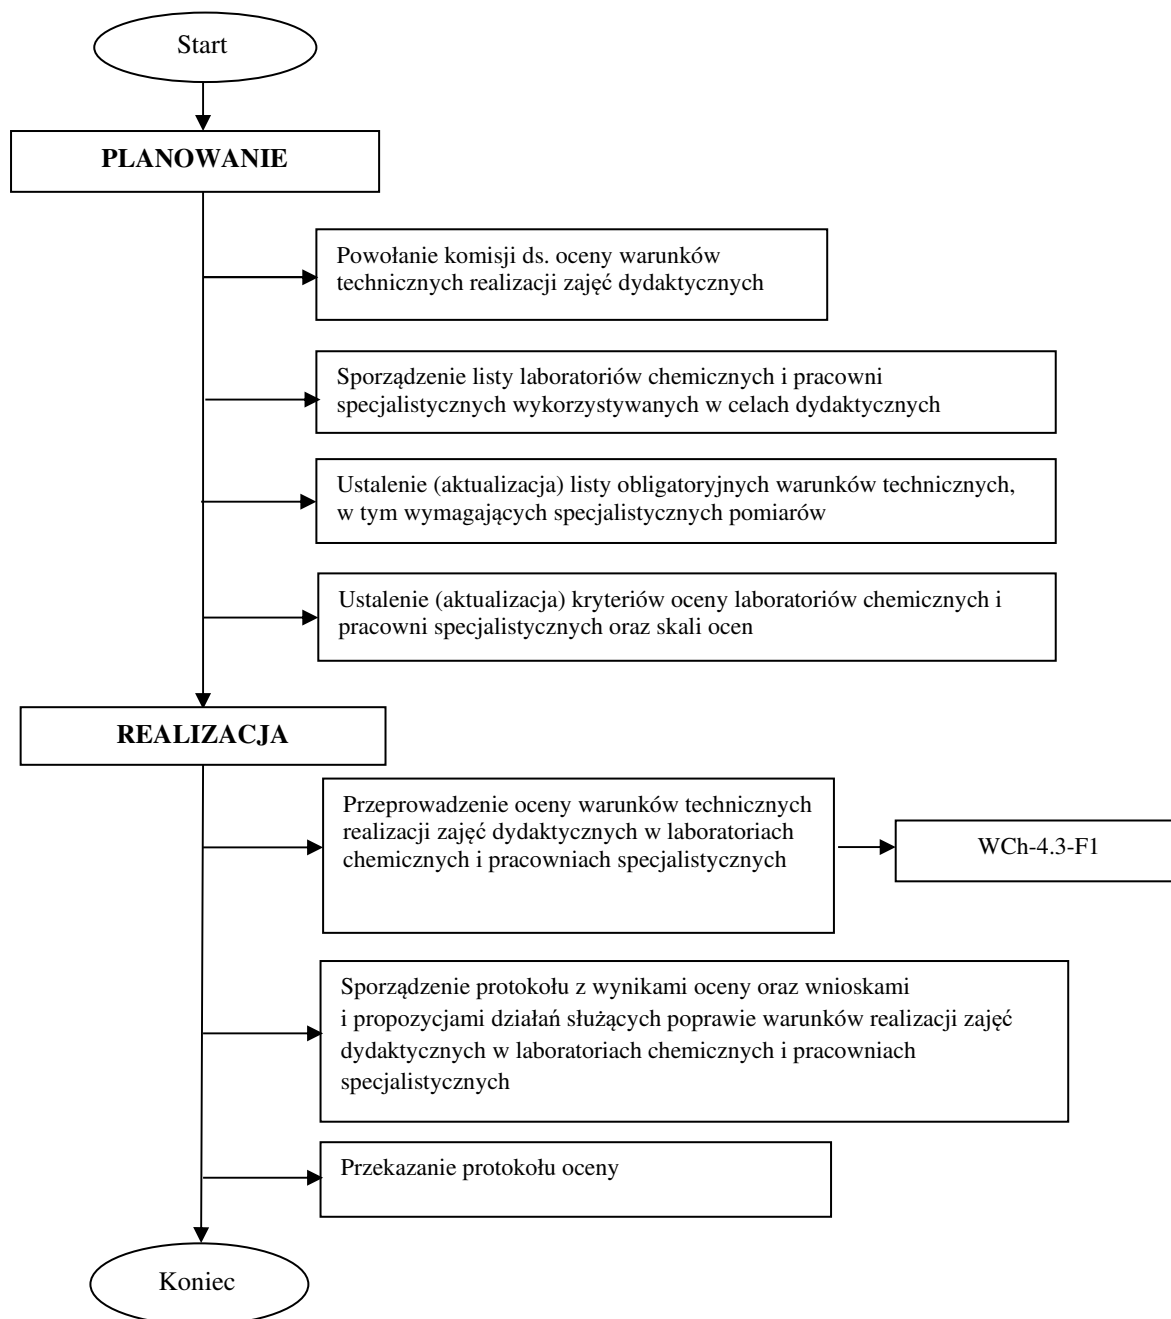 Start
PLANOWANIE
Powołanie komisji ds. oceny warunków
technicznych realizacji zajęć dydaktycznych
Sporządzenie listy laboratoriów chemicznych i pracowni
specjalistycznych wykorzystywanych w celach dydaktycznych
Ustalenie (aktualizacja) listy obligatoryjnych warunków technicznych,
w tym wymagających specjalistycznych pomiarów
Ustalenie (aktualizacja) kryteriów oceny laboratoriów chemicznych i
pracowni specjalistycznych oraz skali ocen
REALIZACJA
Przeprowadzenie oceny warunków technicznych
realizacji zajęć dydaktycznych w laboratoriach
chemicznych i pracowniach specjalistycznych
WCh-4.3-F1
Sporządzenie protokołu z wynikami oceny oraz wnioskami
i propozycjami działań służących poprawie warunków realizacji zajęć
dydaktycznych w laboratoriach chemicznych i pracowniach
specjalistycznych
Przekazanie protokołu oceny
Koniec